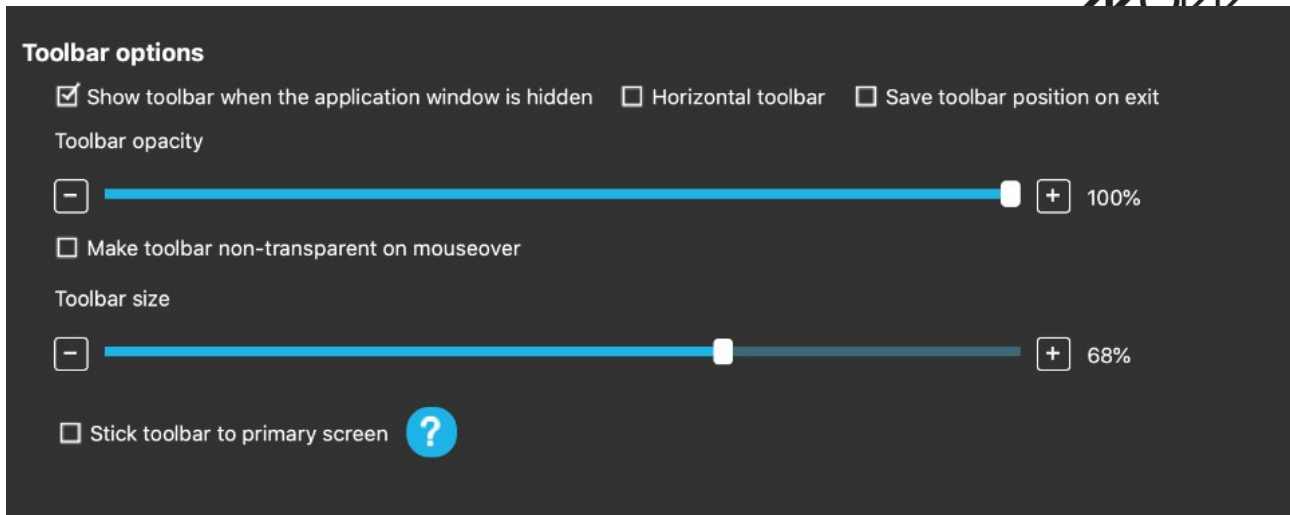 Toolbar options
Show toolbar when the application window is hidden Horizontal toolbar Save toolbar position on exit
Toolbar opacity
- + 100%
Make toolbar non-transparent on mouseover
Toolbar size
- + 68%
Stick toolbar to primary screen ?